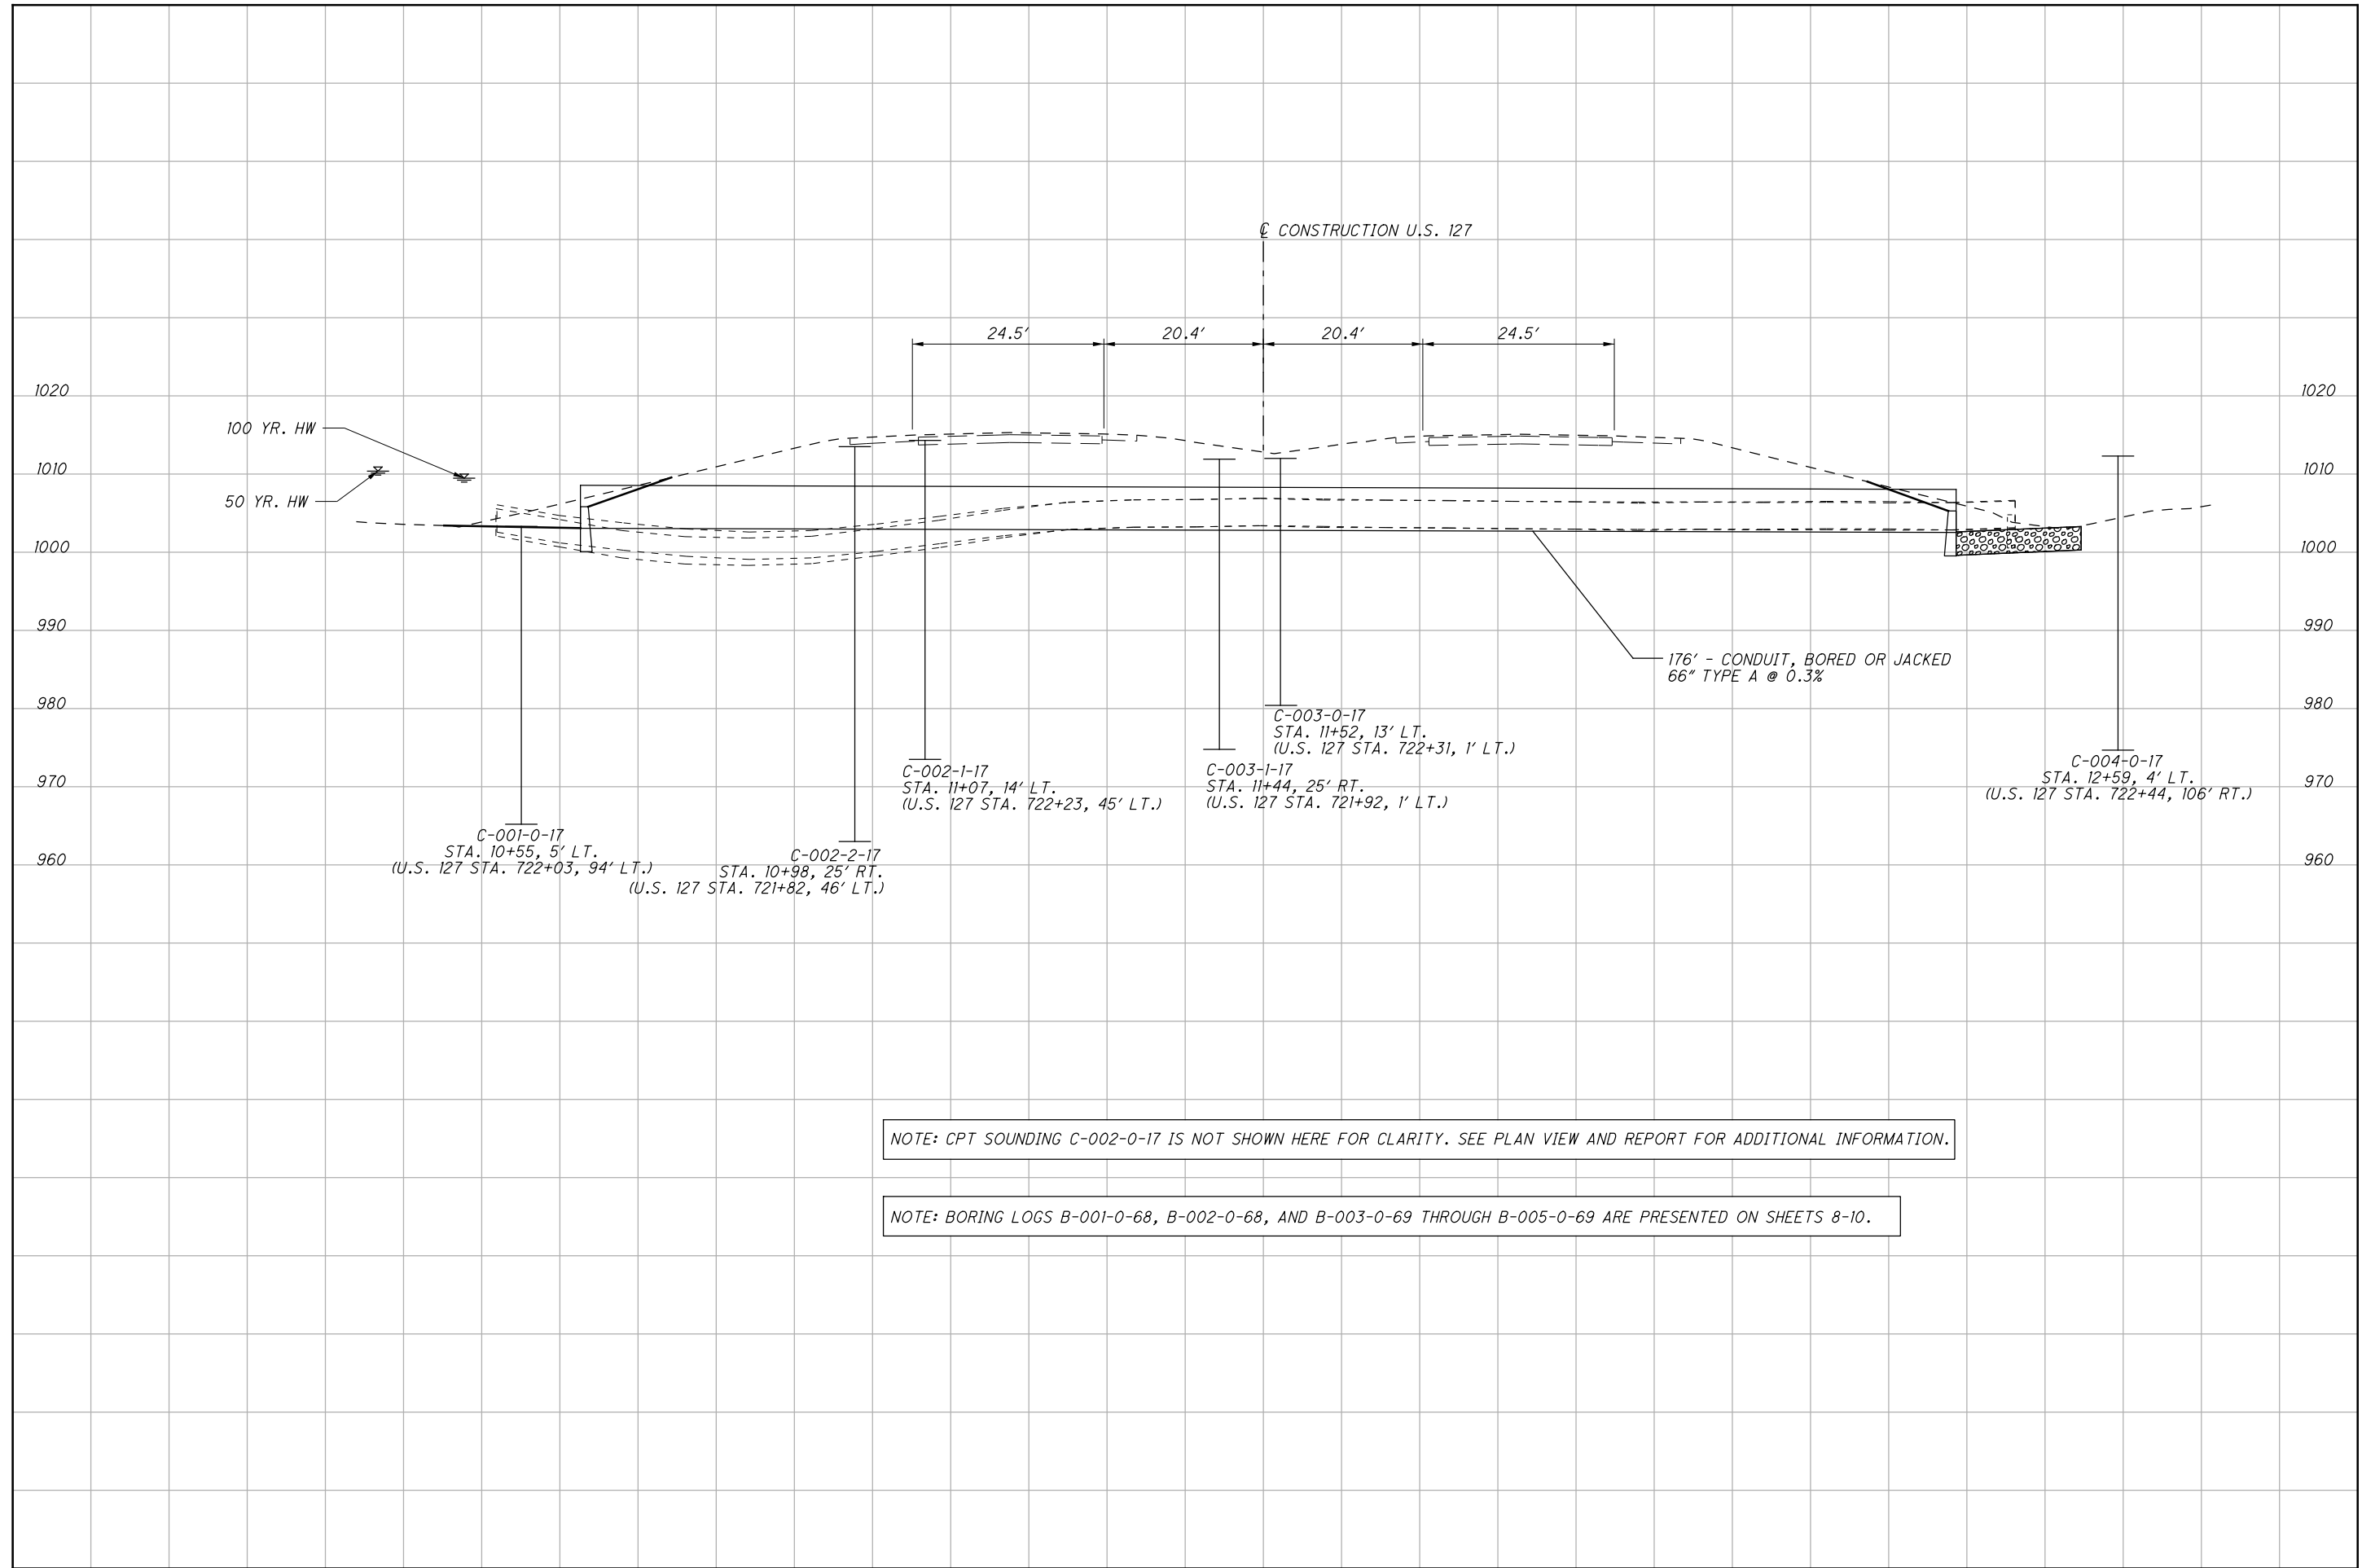 ℄ CONSTRUCTION U.S. 127
24.5'
20.4'
20.4'
24.5'
1020
1020
100 YR. HW
1010
1010
50 YR. HW
1000
1000
990
990
176' - CONDUIT, BORED OR JACKED
66" TYPE A @ 0.3%
980
980
C-003-0-17
STA. 11+52, 13' LT.
(U.S. 127 STA. 722+31, 1' LT.)
C-002-1-17
STA. 11+07, 14' LT.
(U.S. 127 STA. 722+23, 45' LT.)
C-003-1-17
STA. 11+44, 25' RT.
(U.S. 127 STA. 721+92, 1' LT.)
C-004-0-17
STA. 12+59, 4' LT.
(U.S. 127 STA. 722+44, 106' RT.)
970
970
C-001-0-17
STA. 10+55, 5' LT.
(U.S. 127 STA. 722+03, 94' LT.)
C-002-2-17
STA. 10+98, 25' RT.
(U.S. 127 STA. 721+82, 46' LT.)
960
960
NOTE: CPT SOUNDING C-002-0-17 IS NOT SHOWN HERE FOR CLARITY. SEE PLAN VIEW AND REPORT FOR ADDITIONAL INFORMATION.
NOTE: BORING LOGS B-001-0-68, B-002-0-68, AND B-003-0-69 THROUGH B-005-0-69 ARE PRESENTED ON SHEETS 8-10.